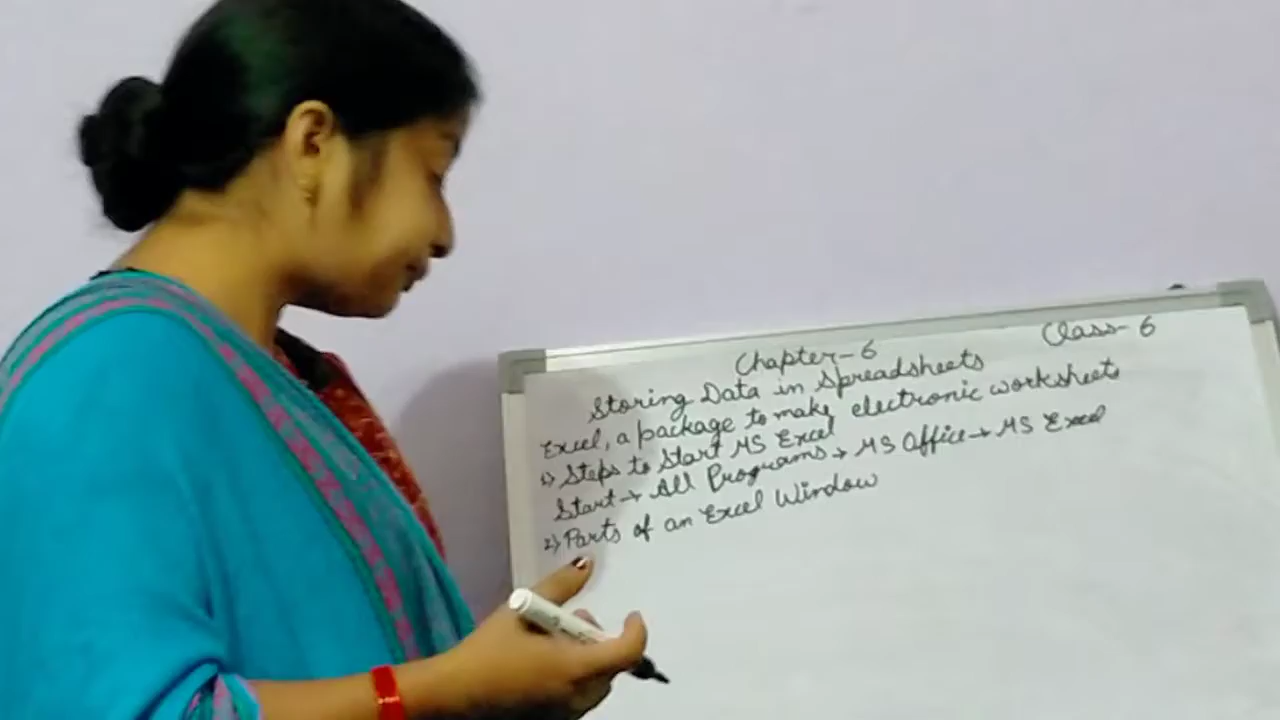 Class- 6
Chapter-6
Storing Data in Spreadsheets
Excel, a package to make electronic worksheets
1) Steps to Start MS Excel
Start → All Programs → MS Office → MS Excel
2) Parts of an Excel Window